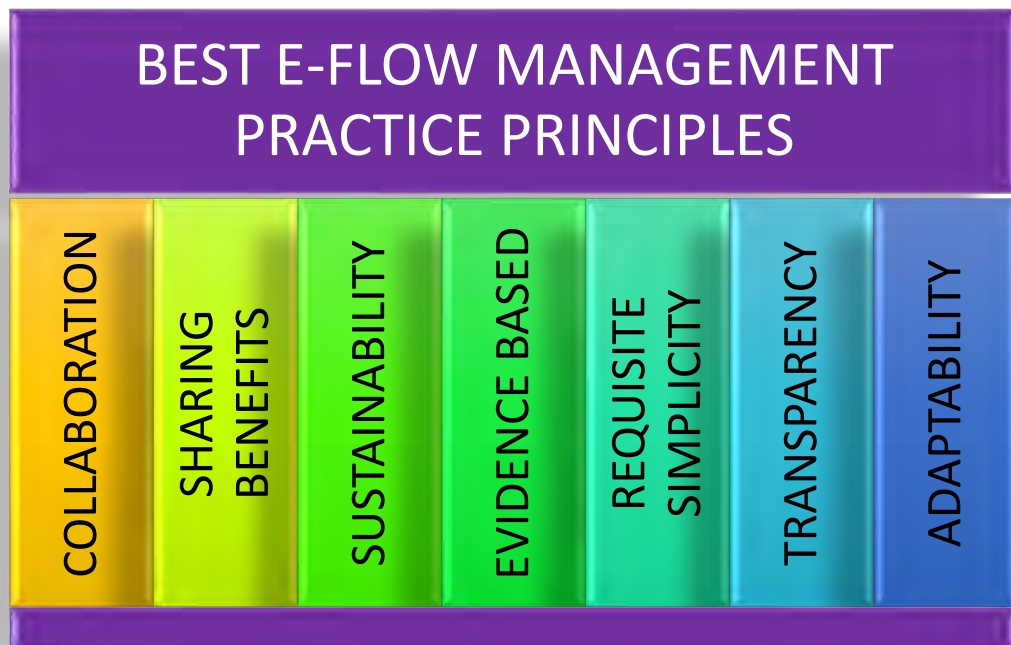 BEST E-FLOW MANAGEMENT
PRACTICE PRINCIPLES
COLLABORATION
SHARING
BENEFITS
SUSTAINABILITY
EVIDENCE BASED
REQUISITE
SIMPLICITY
TRANSPARENCY
ADAPTABILITY